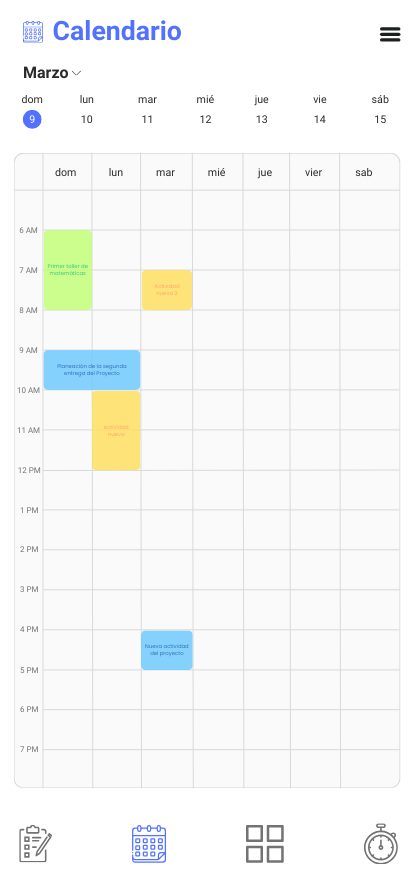 Calendario
Marzo
dom lun mar mié jue vie sáb
9 10 11 12 13 14 15
dom lun mar mié jue vier sab
6 AM
Primer taller de
matemáticas
7 AM
Actividad
nueva 2
8 AM
9 AM
Planeación de la segunda
entrega del Proyecto
10 AM
11 AM
Actividad
nueva
12 PM
1 PM
2 PM
3 PM
4 PM
Nueva actividad
del proyecto
5 PM
6 PM
7 PM